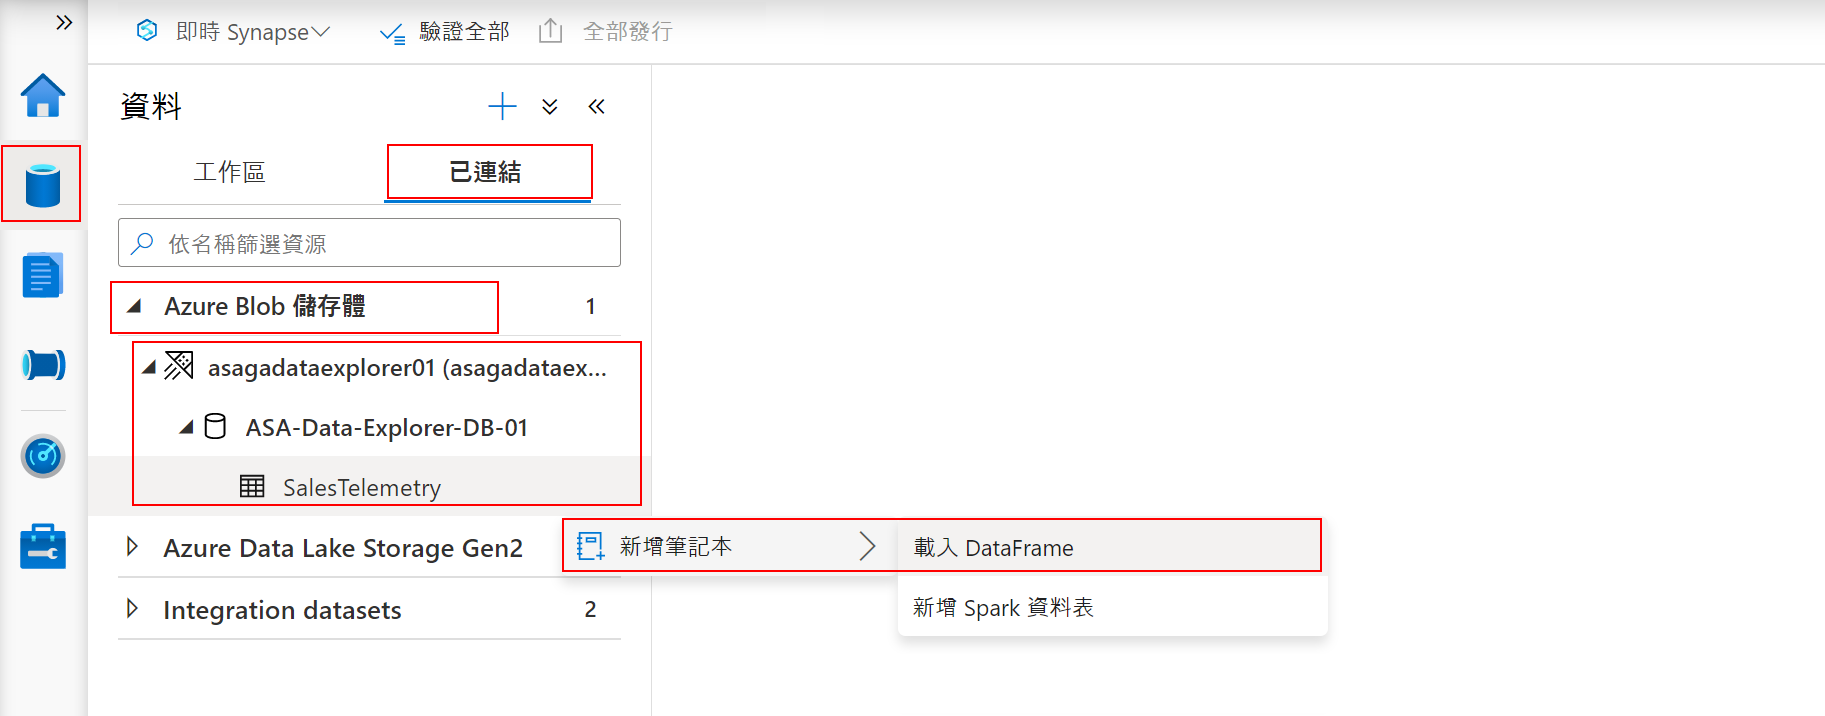 即時 Synapse 驗證全部 全部發行
資料
工作區 已連結
依名稱篩選資源
Azure Blob 儲存體 1
asagadataexplorer01 (asagadataex...
ASA-Data-Explorer-DB-01
SalesTelemetry
Azure Data Lake Storage Gen2 新增筆記本 載入 DataFrame
新增 Spark 資料表
Integration datasets 2